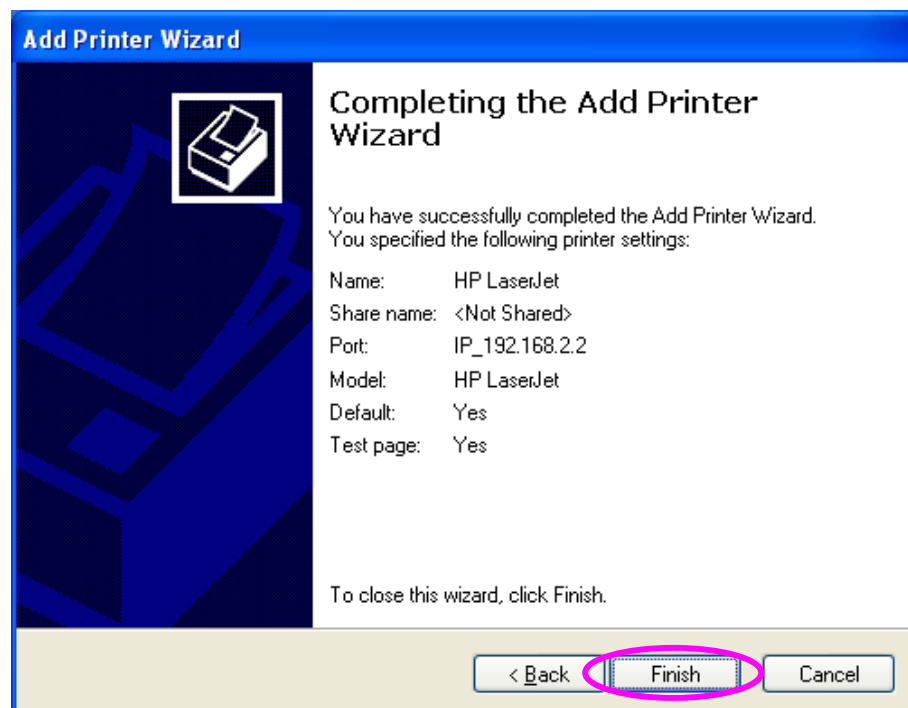 Add Printer Wizard
Completing the Add Printer
Wizard
You have successfully completed the Add Printer Wizard.
You specified the following printer settings:
Name: HP LaserJet
Share name: <Not Shared>
Port: IP_192.168.2.2
Model: HP LaserJet
Default: Yes
Test page: Yes
To close this wizard, click Finish.
< Back Finish Cancel